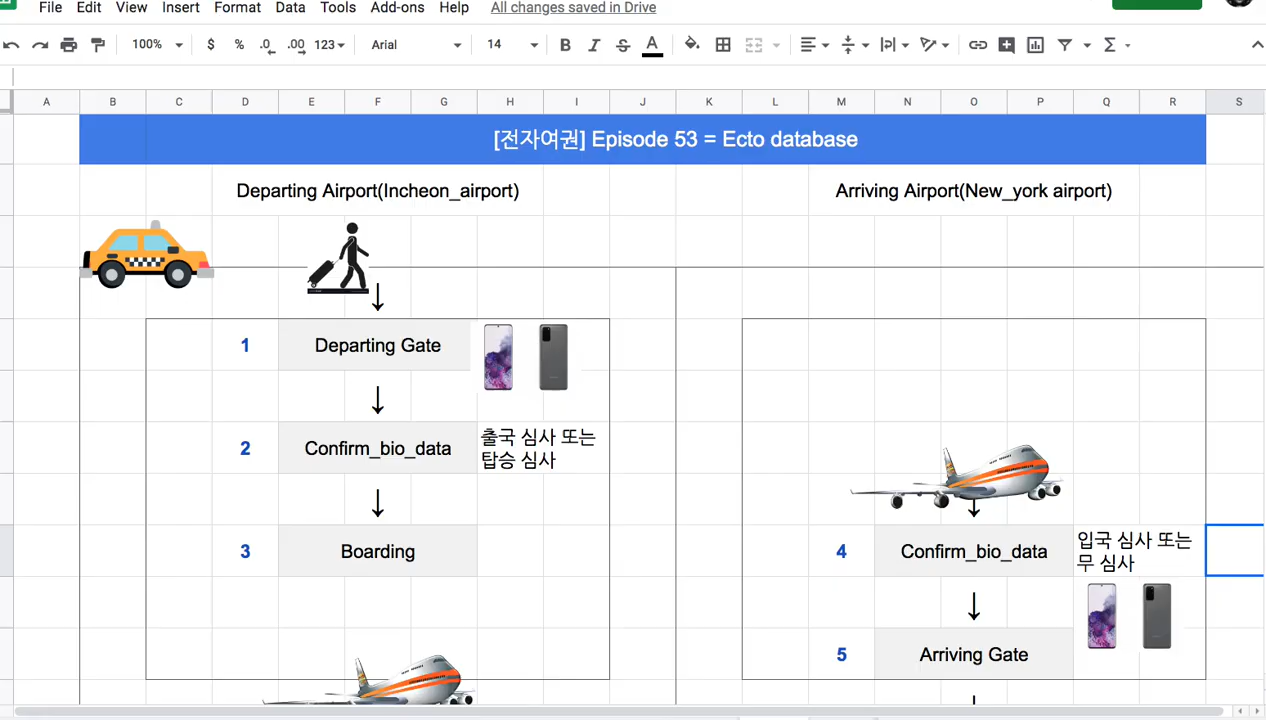 File Edit View Insert Format Data Tools Add-ons Help All changes saved in Drive
100% $ % .0 .00 123 Arial 14 B I S A
A B C D E F G H I J K L M N O P Q R S
[전자여권] Episode 53 = Ecto database
Departing Airport(Incheon_airport) Arriving Airport(New_york airport)
1 Departing Gate
2 Confirm_bio_data 출국 심사 또는
탑승 심사
3 Boarding
4 Confirm_bio_data 입국 심사 또는
무 심사
5 Arriving Gate